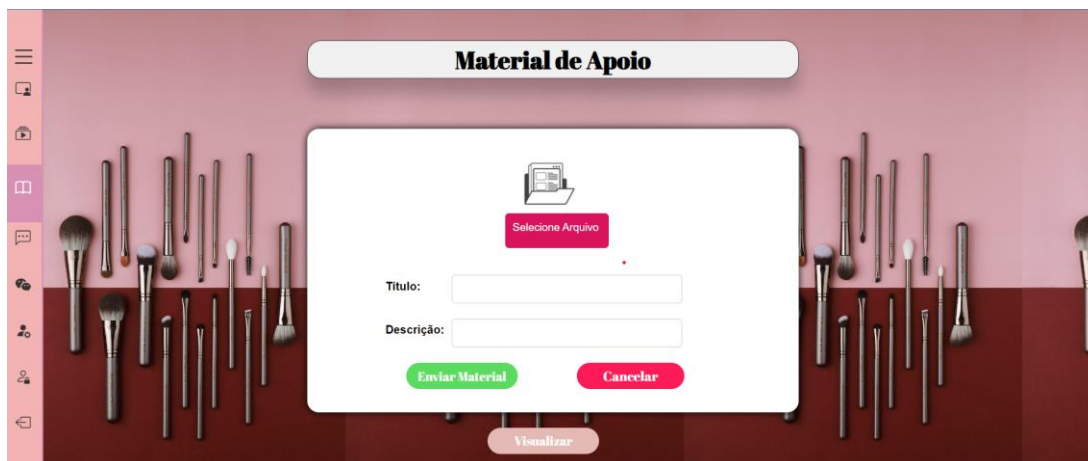 Material de Apoio
Selecione Arquivo
*
Título:
Descrição:
Enviar Material
Cancelar
Visualizar